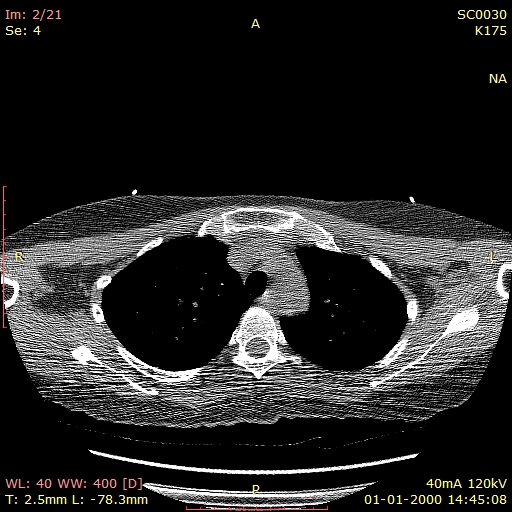 Im: 2/21
Se: 4
A
SC0030
K175
NA
R
L
WL: 40 WW: 400 [D]
T: 2.5mm L: -78.3mm
P
40mA 120kV
01-01-2000 14:45:08